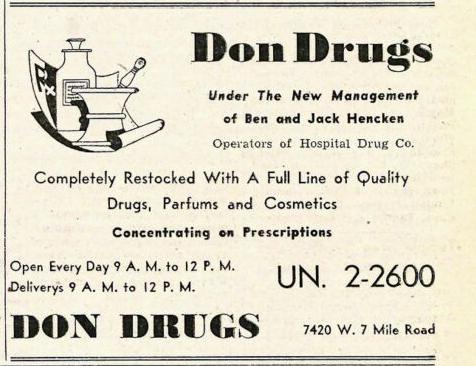 Rx
Don Drugs
Under The New Management
of Ben and Jack Hencken
Operators of Hospital Drug Co.
Completely Restocked With A Full Line of Quality
Drugs, Parfums and Cosmetics
Concentrating on Prescriptions
Open Every Day 9 A. M. to 12 P. M.
Deliverys 9 A. M. to 12 P. M.
UN. 2-2600
DON DRUGS
7420 W. 7 Mile Road